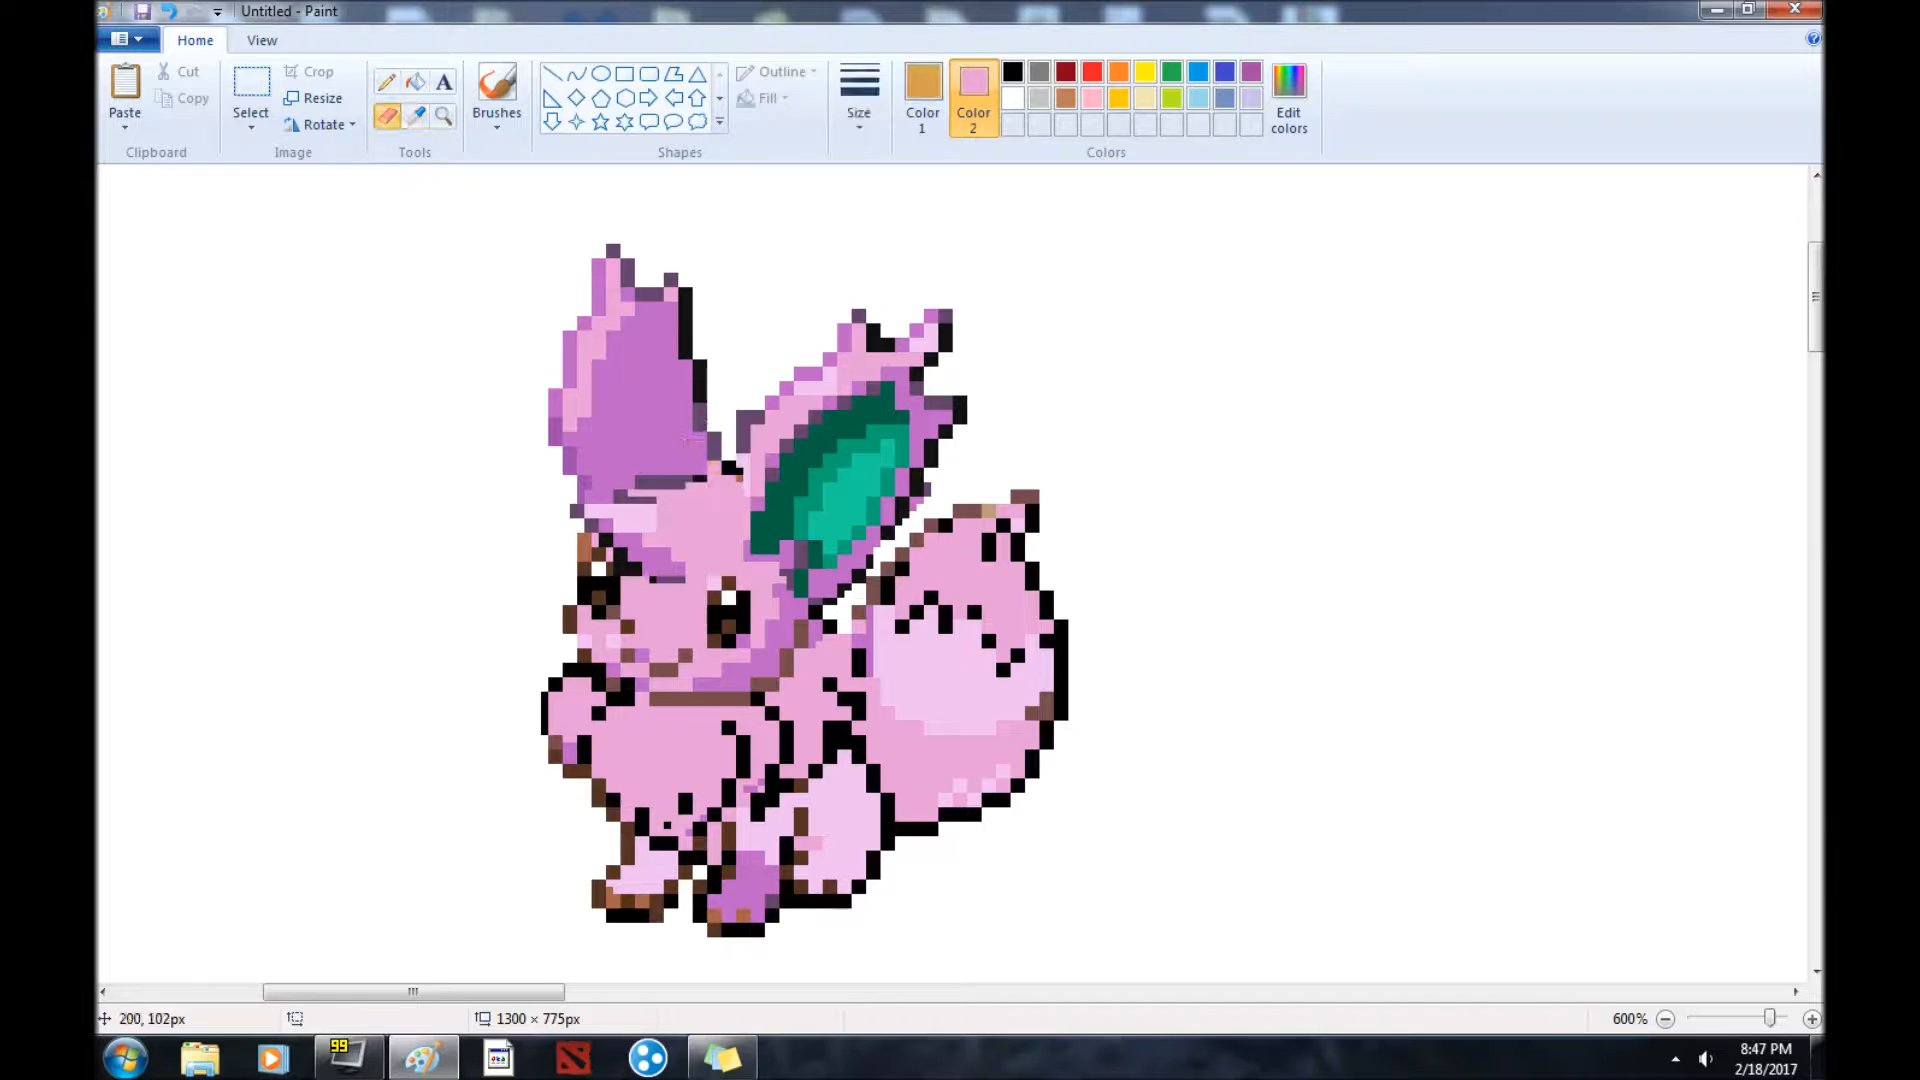 Untitled - Paint
Home View
Paste
Cut
Copy
Clipboard
Select
Crop
Resize
Rotate
Image
A
Tools
Brushes
Shapes
Outline
Fill
Size
Color 1
Color 2
Edit colors
Colors
200, 102px
1300 × 775px
600%
99
8:47 PM
2/18/2017